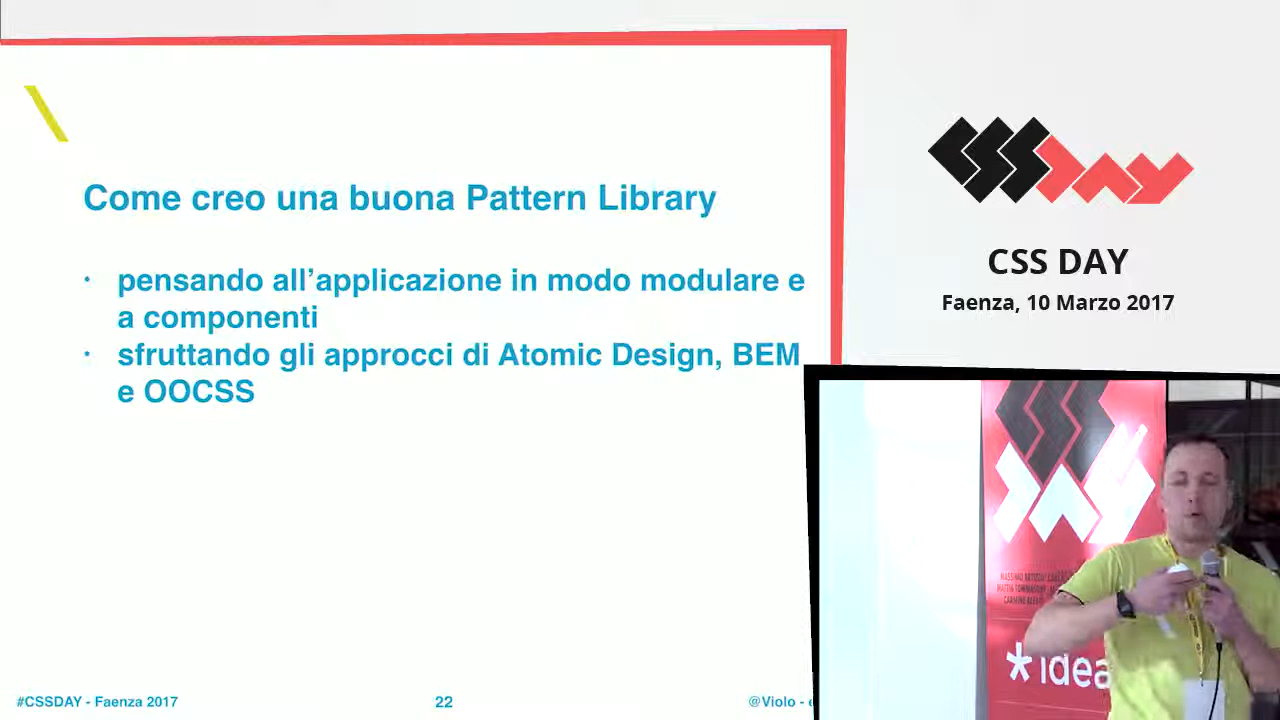 Come creo una buona Pattern Library
· pensando all’applicazione in modo modulare e
a componenti
· sfruttando gli approcci di Atomic Design, BEM
e OOCSS
#CSSDAY - Faenza 2017
22
@Violo -
CSSDAY
CSS DAY
Faenza, 10 Marzo 2017
*idea